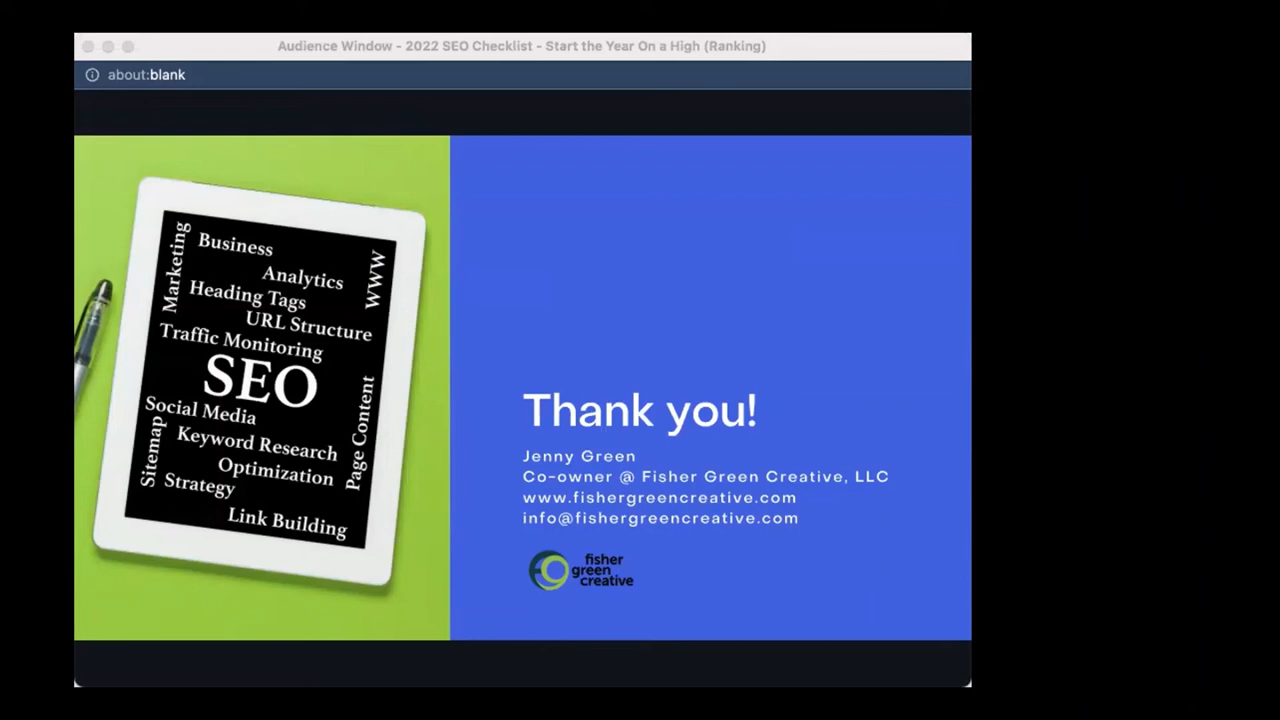 Audience Window - 2022 SEO Checklist - Start the Year On a High (Ranking)
about:blank
Marketing
Business
WWW
Analytics
Heading Tags
URL Structure
Traffic Monitoring
SEO
Social Media
Sitemap
Page Content
Keyword Research
Optimization
Strategy
Link Building
Thank you!
Jenny Green
Co-owner @ Fisher Green Creative, LLC
www.fishergreencreative.com
info@fishergreencreative.com
fisher
green
creative